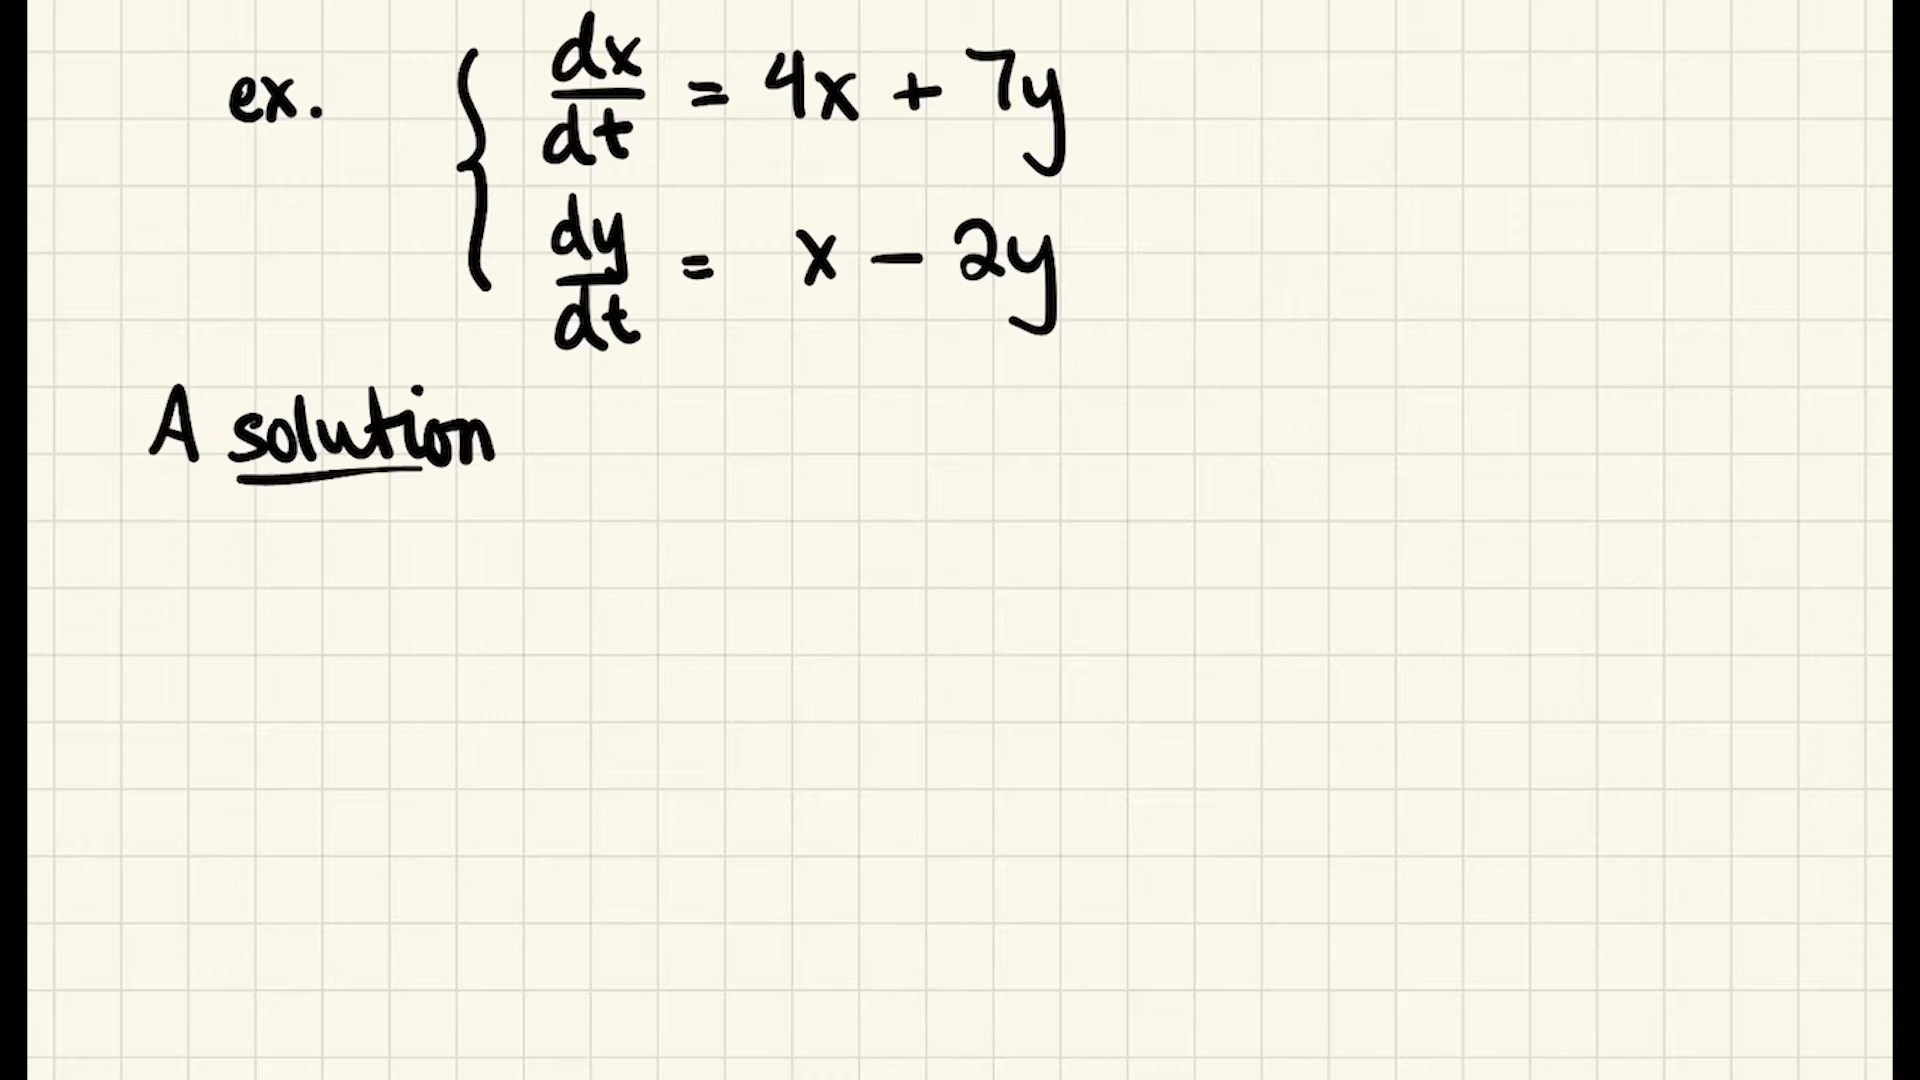 ex. { dx/dt = 4x + 7y
dy/dt = x - 2y
A solution